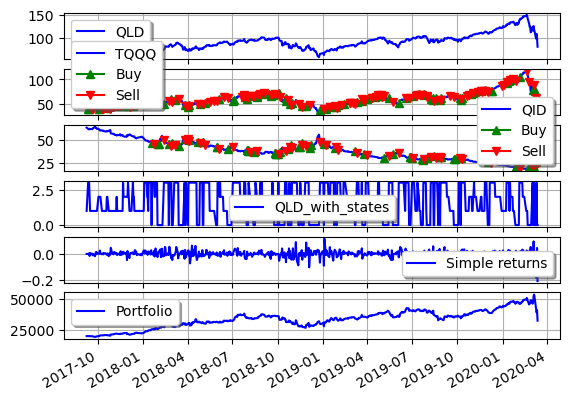 150
100
QLD
TQQQ
Buy
Sell
100
50
QID
Buy
Sell
50
25
2.5
0.0
QLD_with_states
0.0
−0.2
Simple returns
50000
25000
Portfolio
2017-10
2018-01
2018-04
2018-07
2018-10
2019-01
2019-04
2019-07
2019-10
2020-01
2020-04